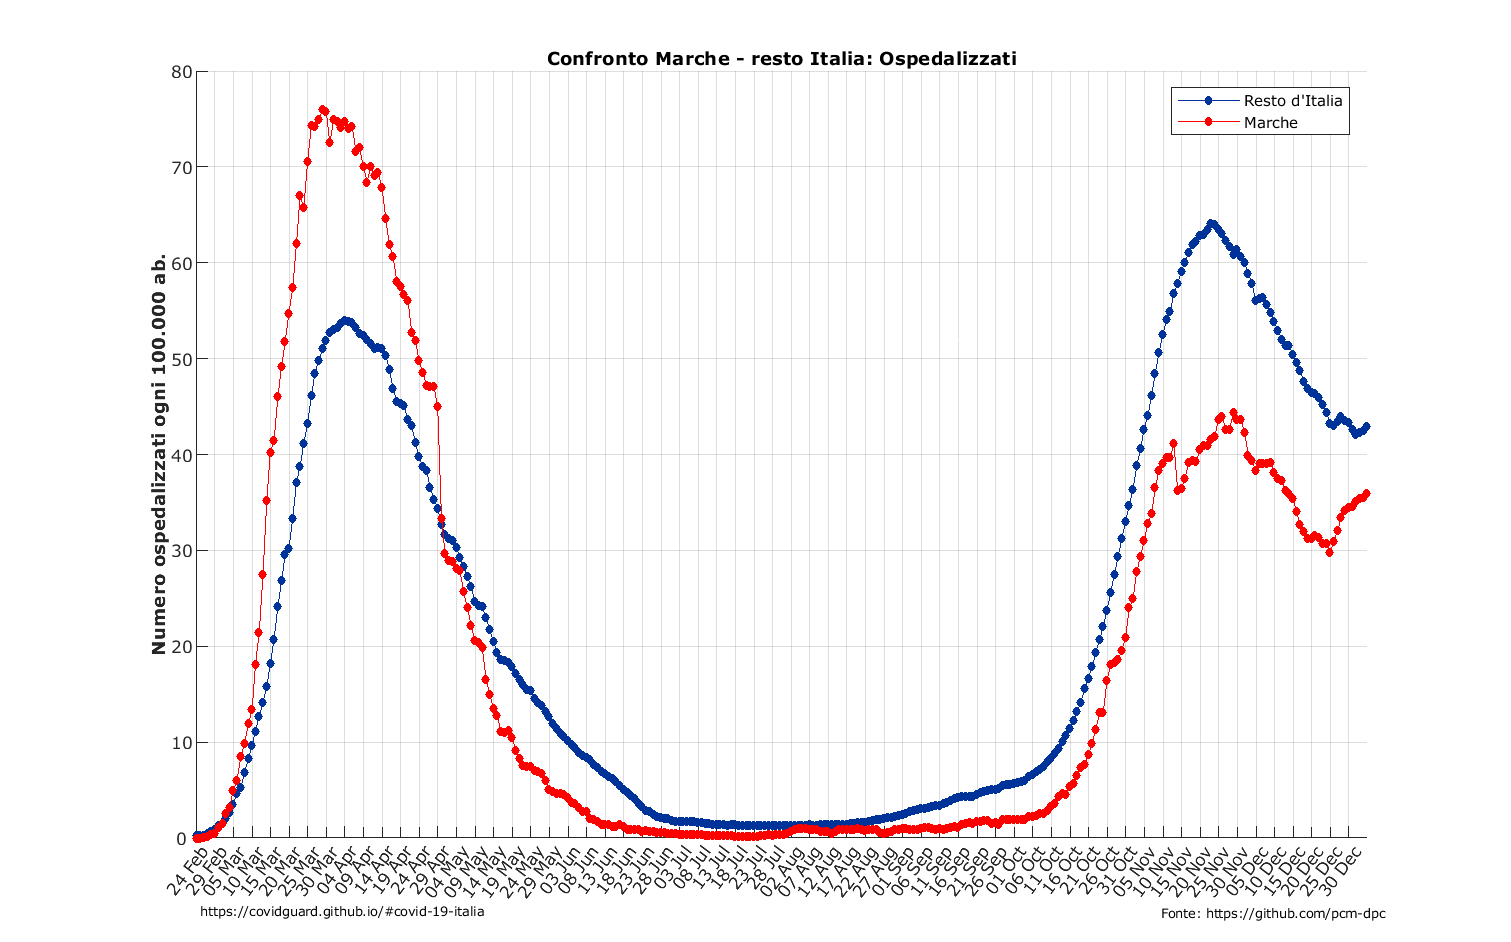 Confronto Marche - resto Italia: Ospedalizzati
Resto d'Italia
Marche
Numero ospedalizzati ogni 100.000 ab.
80
70
60
50
40
30
20
10
0
24 Feb
29 Feb
05 Mar
10 Mar
15 Mar
20 Mar
25 Mar
30 Mar
04 Apr
09 Apr
14 Apr
19 Apr
24 Apr
29 Apr
04 May
09 May
14 May
19 May
24 May
29 May
03 Jun
08 Jun
13 Jun
18 Jun
23 Jun
28 Jun
03 Jul
08 Jul
13 Jul
18 Jul
23 Jul
28 Jul
02 Aug
07 Aug
12 Aug
17 Aug
22 Aug
27 Aug
01 Sep
06 Sep
11 Sep
16 Sep
21 Sep
26 Sep
01 Oct
06 Oct
11 Oct
16 Oct
21 Oct
26 Oct
31 Oct
05 Nov
10 Nov
15 Nov
20 Nov
25 Nov
30 Nov
05 Dec
10 Dec
15 Dec
20 Dec
25 Dec
30 Dec
https://covidguard.github.io/#covid-19-italia
Fonte: https://github.com/pcm-dpc